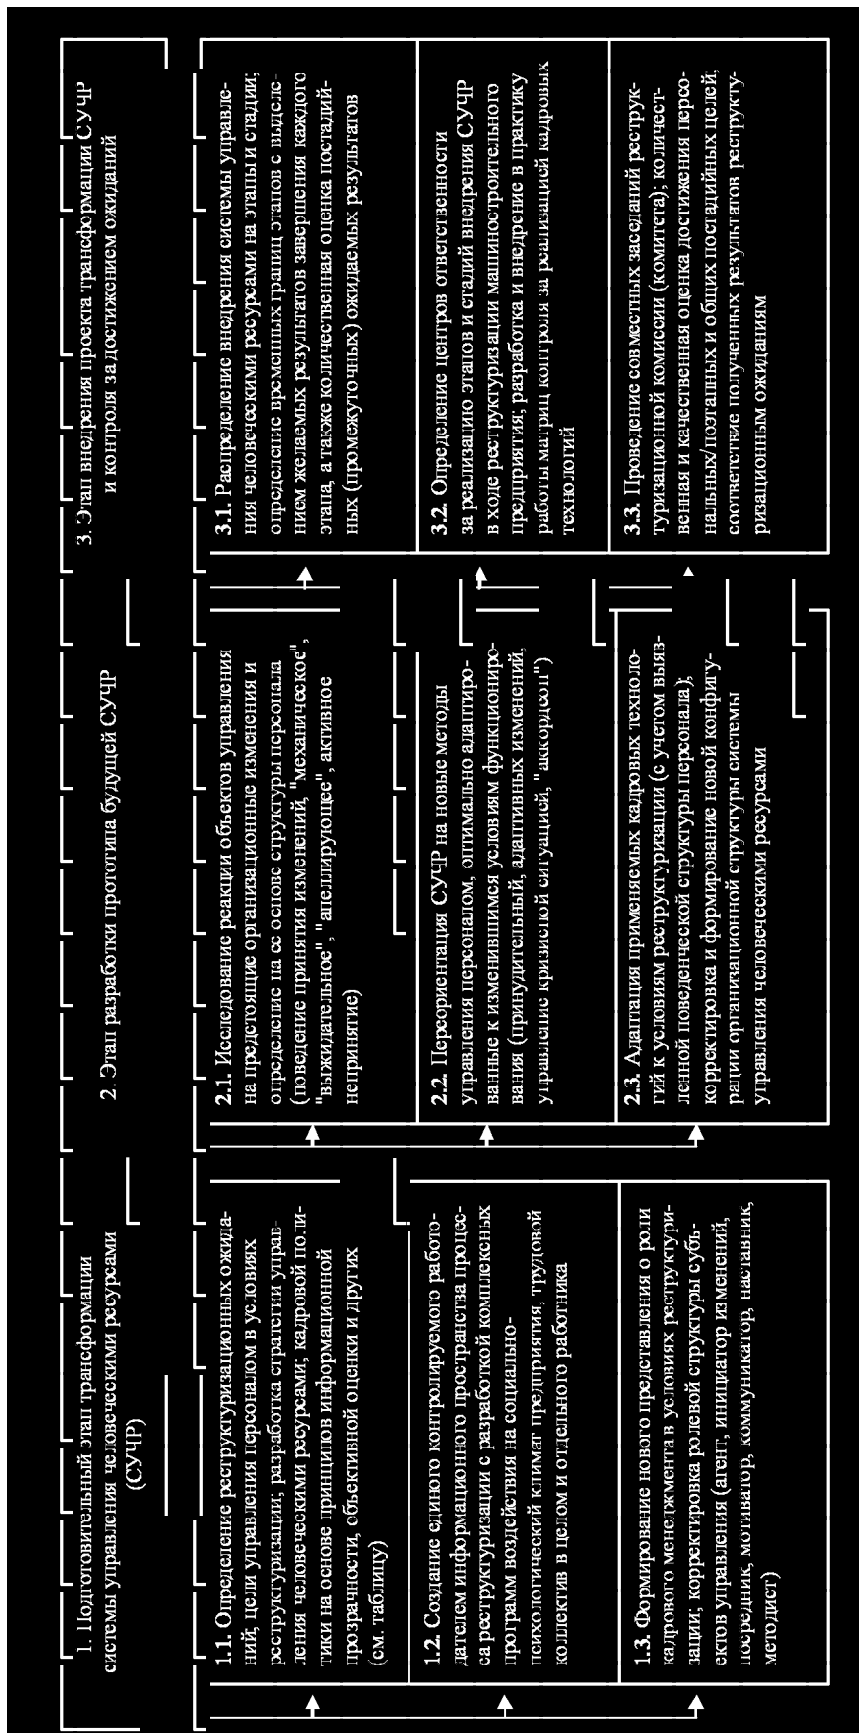 1. Подготовительный этап трансформации
системы управления человеческими ресурсами
(СУЧР)
1.1. Определение реструктуризационных ожида-
ний, цели управления персоналом в условиях
реструктуризации; разработка стратегии управ-
ления человеческими ресурсами; кадровой поли-
тики на основе принципов информационной
прозрачности, объективной оценки и других
(см. таблицу)
1.2. Создание единого контролируемого работо-
дателем информационного пространства процес-
са реструктуризации с разработкой комплексных
программ воздействия на социально-
психологический климат предприятия, трудовой
коллектив в целом и отдельного работника
1.3. Формирование нового представления о роли
кадрового менеджмента в условиях реструктури-
зации; корректировка ролевой структуры субъ-
ектов управления (агент, инициатор изменений,
посредник, мотиватор, коммуникатор, наставник,
методист)
2. Этап разработки прототипа будущей СУЧР
2.1. Исследование реакции объектов управления
на предстоящие организационные изменения и
определение на ее основе структуры персонала
(поведение принятия изменений, "механическое",
"выжидательное", "апеллирующее", активное
непринятие)
2.2. Переориентация СУЧР на новые методы
управления персоналом, оптимально адаптиро-
ванные к изменившимся условиям функциониро-
вания (принудительный, адаптивных изменений,
управление кризисной ситуацией, "аккордеон")
2.3. Адаптация применяемых кадровых техноло-
гий к условиям реструктуризации (с учетом выяв-
ленной поведенческой структуры персонала);
корректировка и формирование новой конфигу-
рации организационной структуры системы
управления человеческими ресурсами
3. Этап внедрения проекта трансформации СУЧР
и контроля за достижением ожиданий
3.1. Распределение внедрения системы управле-
ния человеческими ресурсами на этапы и стадии;
определение временных границ этапов с выделе-
нием желаемых результатов завершения каждого
этапа, а также количественная оценка постадий-
ных (промежуточных) ожидаемых результатов
3.2. Определение центров ответственности
за реализацию этапов и стадий внедрения СУЧР
в ходе реструктуризации машиностроительного
предприятия; разработка и внедрение в практику
работы матриц контроля за реализацией кадровых
технологий
3.3. Проведение совместных заседаний реструк-
туризационной комиссии (комитета); количест-
венная и качественная оценка достижения персо-
нальных/поэтапных и общих постадийных целей,
соответствие полученных результатов реструкту-
ризационным ожиданиям